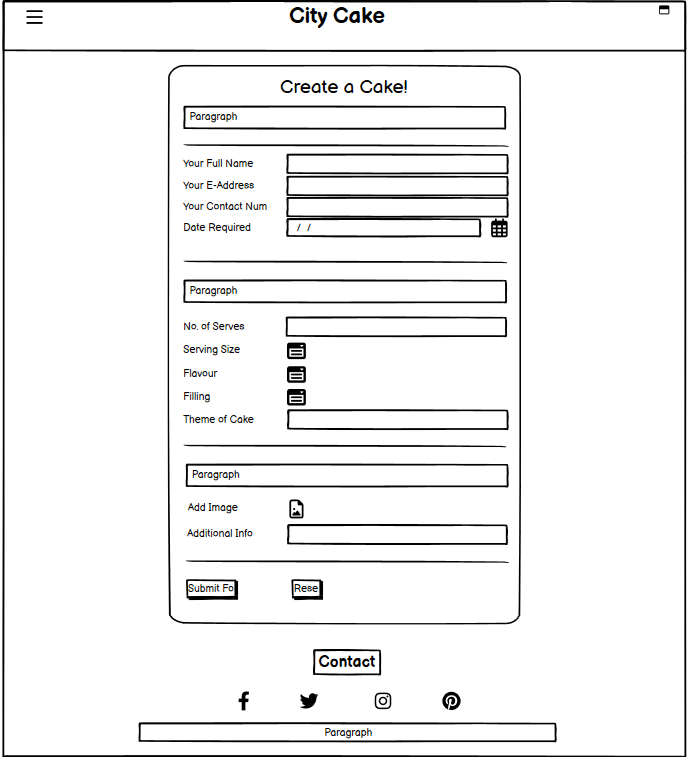 City Cake
Create a Cake!
Paragraph
Your Full Name
Your E-Address
Your Contact Num
Date Required / /
Paragraph
No. of Serves
Serving Size
Flavour
Filling
Theme of Cake
Paragraph
Add Image
Additional Info
Submit Fo Rese
Contact
Paragraph